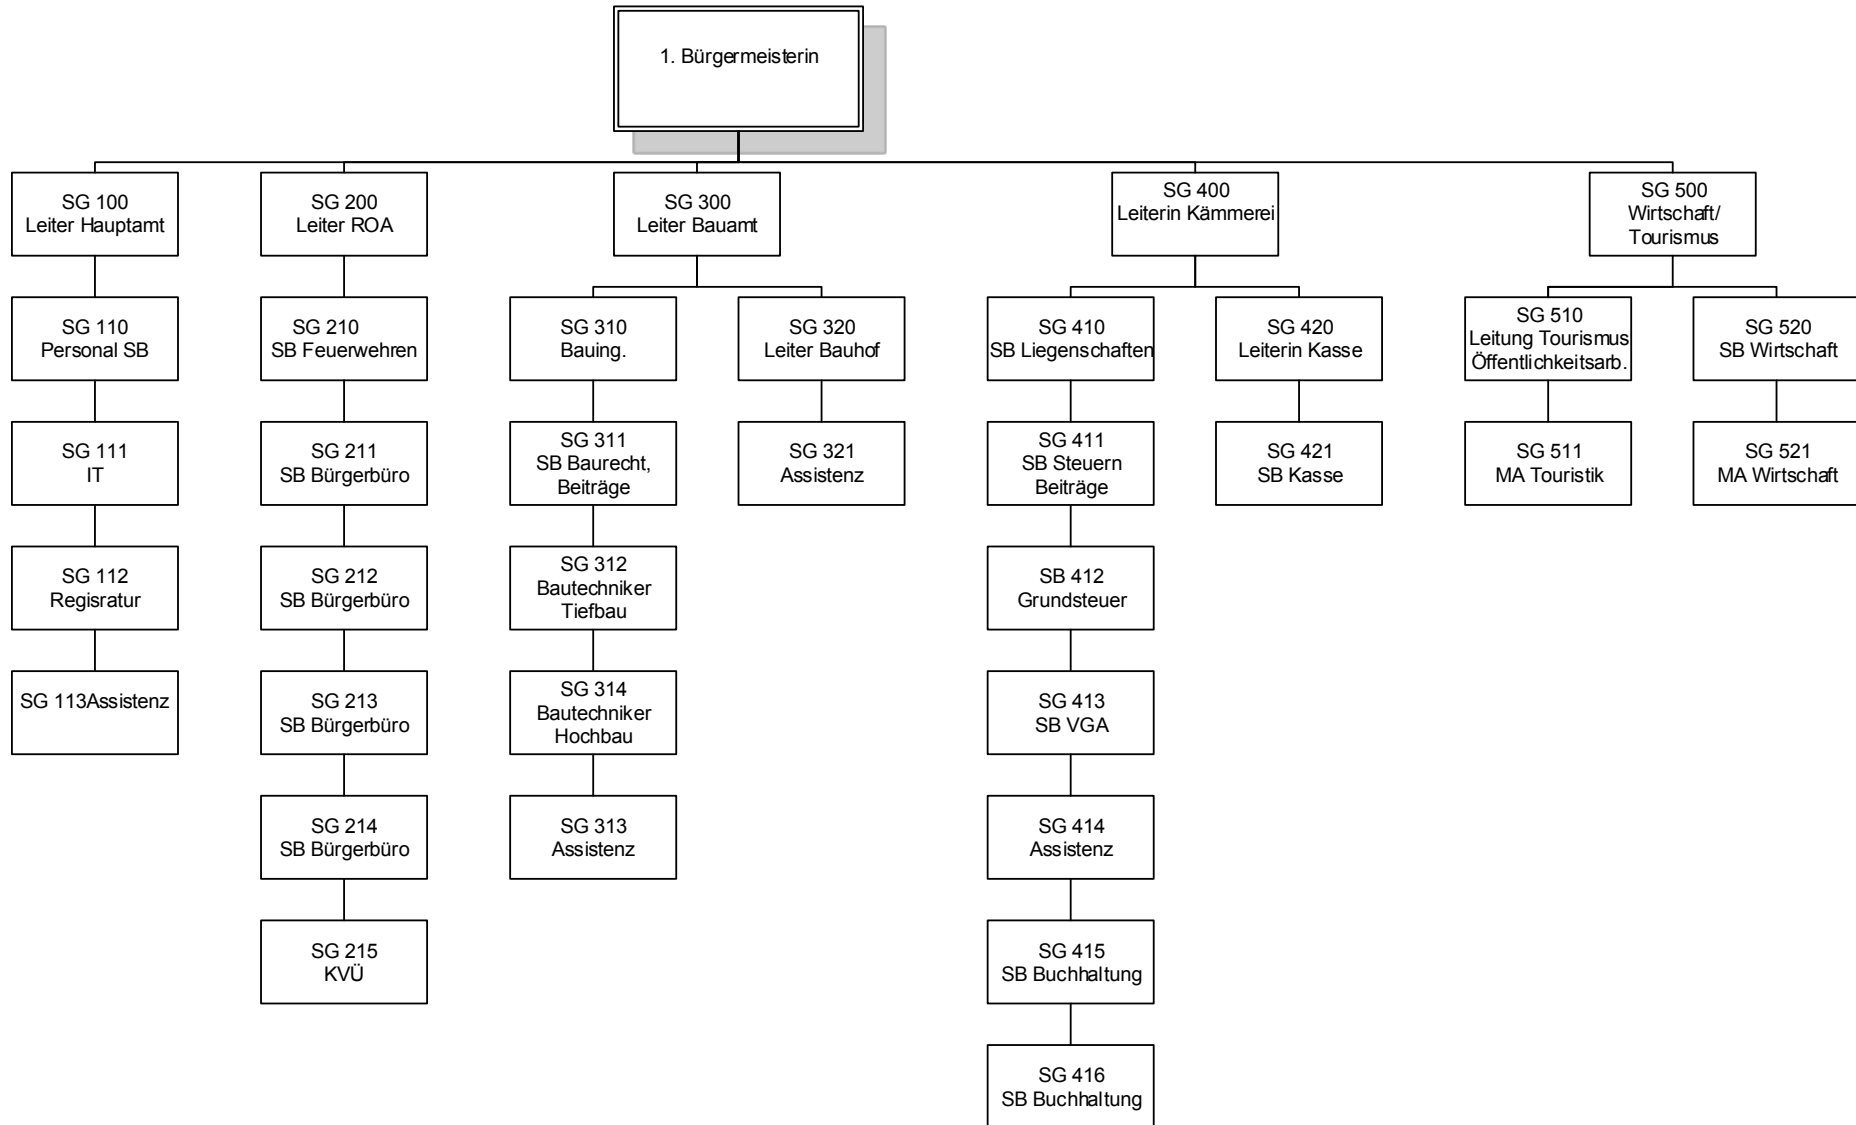 1. Bürgermeisterin
SG 100
Leiter Hauptamt
SG 200
Leiter ROA
SG 300
Leiter Bauamt
SG 400
Leiterin Kämmerei
SG 500
Wirtschaft/
Tourismus
SG 110
Personal SB
SG 210
SB Feuerwehren
SG 310
Bauing.
SG 320
Leiter Bauhof
SG 410
SB Liegenschaften
SG 420
Leiterin Kasse
SG 510
Leitung Tourismus
Öffentlichkeitsarb.
SG 520
SB Wirtschaft
SG 111
IT
SG 211
SB Bürgerbüro
SG 311
SB Baurecht,
Beiträge
SG 321
Assistenz
SG 411
SB Steuern
Beiträge
SG 421
SB Kasse
SG 511
MA Touristik
SG 521
MA Wirtschaft
SG 112
Regisratur
SG 212
SB Bürgerbüro
SG 312
Bautechniker
Tiefbau
SB 412
Grundsteuer
SG 113Assistenz
SG 213
SB Bürgerbüro
SG 314
Bautechniker
Hochbau
SG 413
SB VGA
SG 214
SB Bürgerbüro
SG 313
Assistenz
SG 414
Assistenz
SG 215
KVÜ
SG 415
SB Buchhaltung
SG 416
SB Buchhaltung